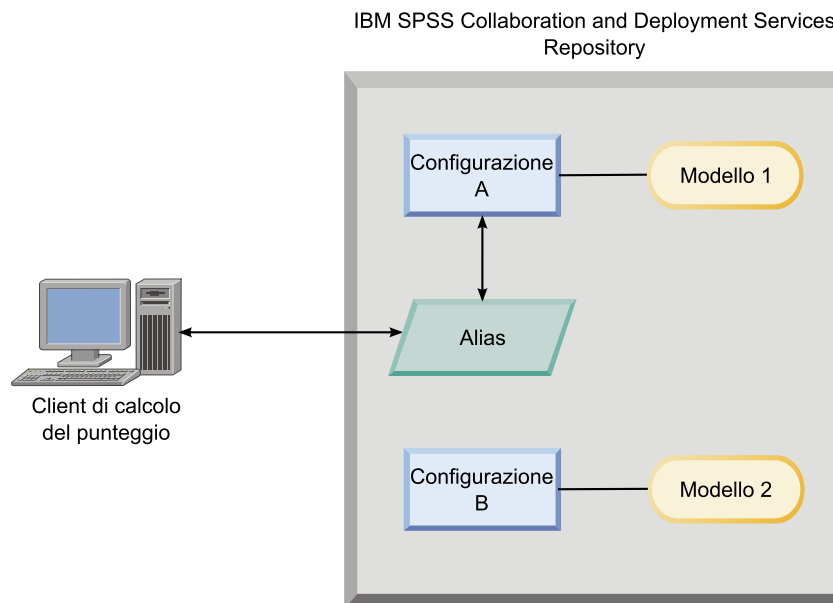 IBM SPSS Collaboration and Deployment Services
Repository
Configurazione
A
Modello 1
Alias
Client di calcolo
del punteggio
Configurazione
B
Modello 2